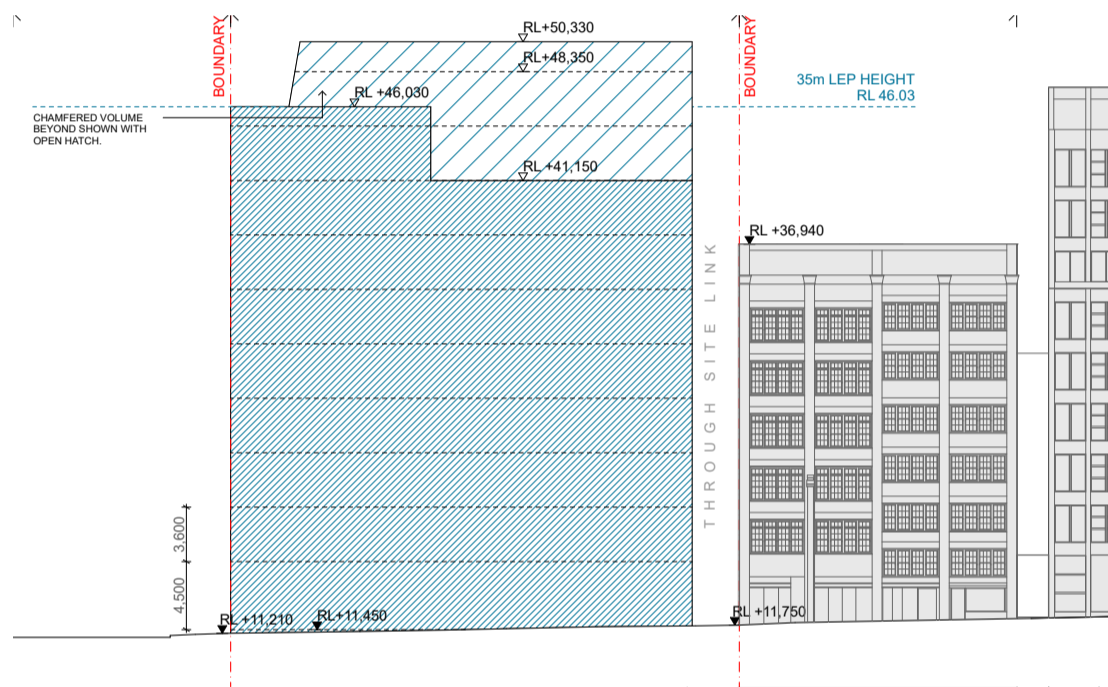 BOUNDARY
RL+50,330
RL+48,350
RL +46,030
BOUNDARY
35m LEP HEIGHT
RL 46.03
CHAMFERED VOLUME
BEYOND SHOWN WITH
OPEN HATCH.
RL +41,150
RL +36,940
THROUGH SITE LINK
3.600
4.500
RL +11,210
RL+11,450
RL +11,750